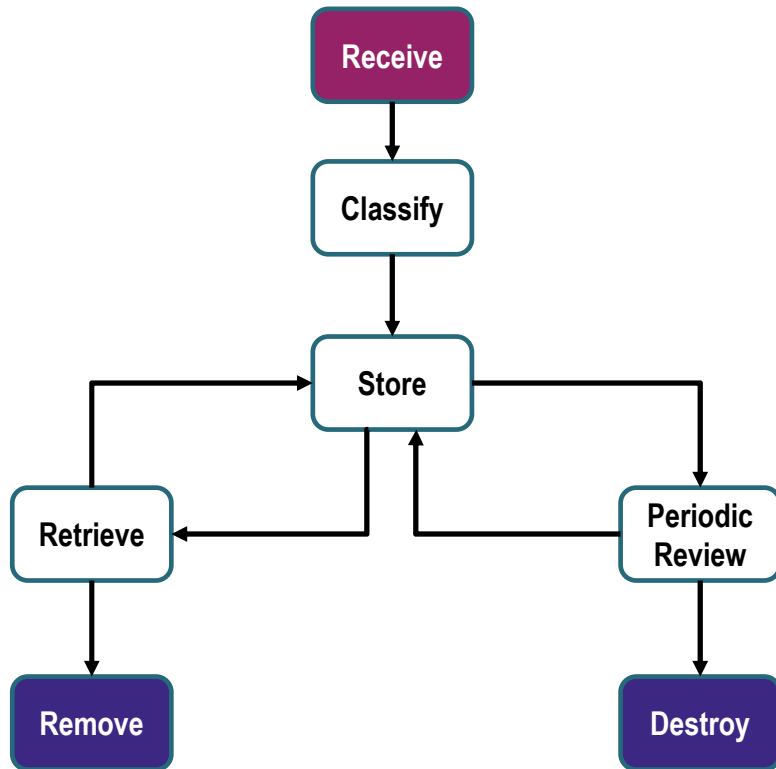 Receive
Classify
Store
Retrieve
Periodic
Review
Remove
Destroy